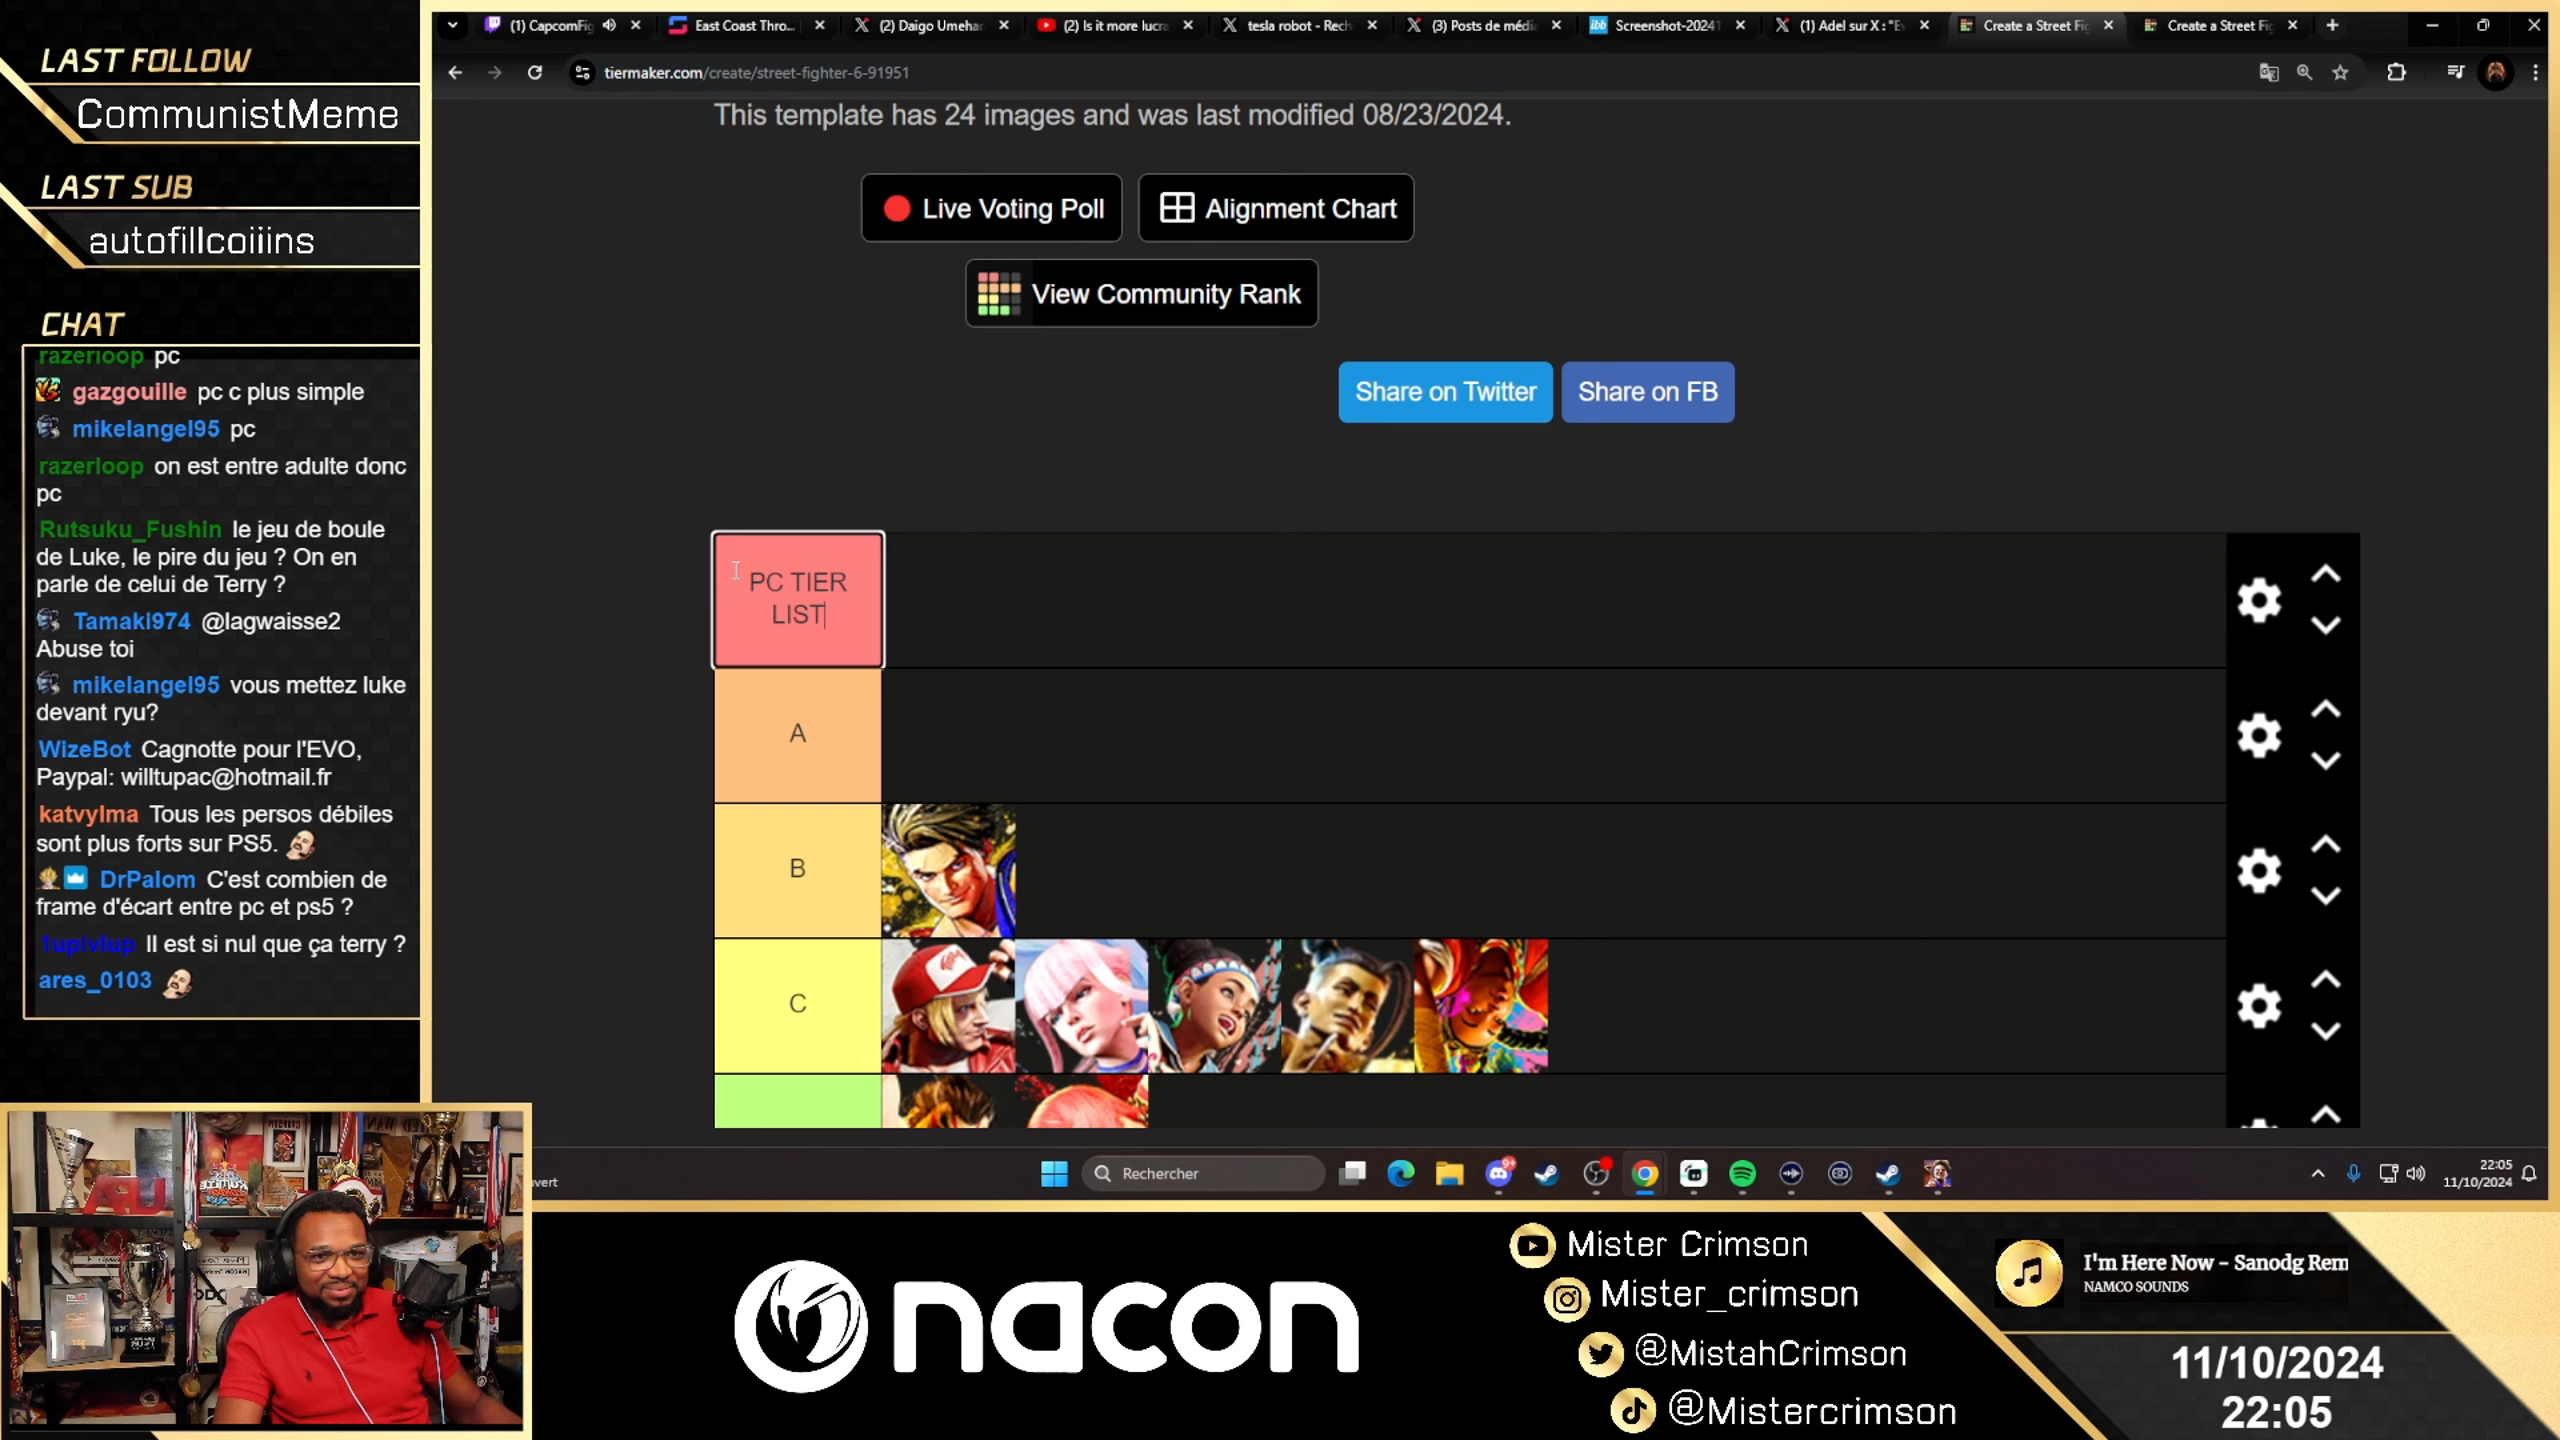 LAST FOLLOW
CommunistMeme
LAST SUB
autofillcoiiins
CHAT
razerloop pc
gazgouille pc c plus simple
mikelangel95 pc
razerloop on est entre adulte donc
pc
Rutsuku_Fushin le jeu de boule
de Luke, le pire du jeu ? On en
parle de celui de Terry ?
Tamaki974 @lagwaisse2
Abuse toi
mikelangel95 vous mettez luke
devant ryu?
WizeBot Cagnotte pour l'EVO,
Paypal: willtupac@hotmail.fr
katvylma Tous les persos débiles
sont plus forts sur PS5.
DrPalom C'est combien de
frame d'écart entre pc et ps5 ?
1uplvlup Il est si nul que ça terry ?
ares_0103
(1) CapcomFig
East Coast Thro...
(2) Daigo Umehar
(2) Is it more lucra
tesla robot - Rech
(3) Posts de médi
Screenshot-20241
(1) Adel sur X : "E
Create a Street Fig
Create a Street Fig
tiermaker.com/create/street-fighter-6-91951
This template has 24 images and was last modified 08/23/2024.
Live Voting Poll
Alignment Chart
View Community Rank
Share on Twitter
Share on FB
PC TIER
LIST
A
B
C
uvert
Rechercher
22:05
11/10/2024
nacon
Mister Crimson
Mister_crimson
@MistahCrimson
@Mistercrimson
I'm Here Now - Sanodg Rem
NAMCO SOUNDS
11/10/2024
22:05